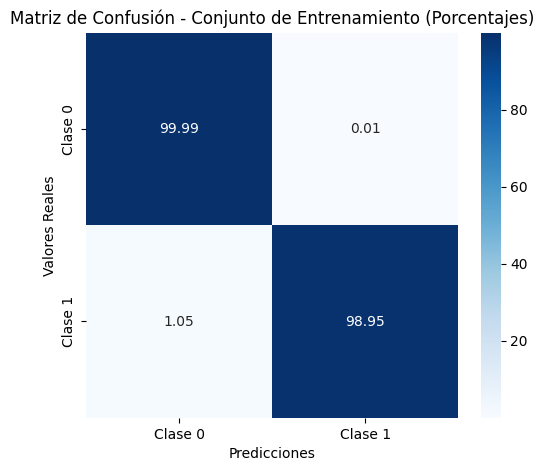 Matriz de Confusión - Conjunto de Entrenamiento (Porcentajes)
Valores Reales
Clase 0
99.99
0.01
Clase 1
1.05
98.95
Clase 0
Clase 1
Predicciones
80
60
40
20